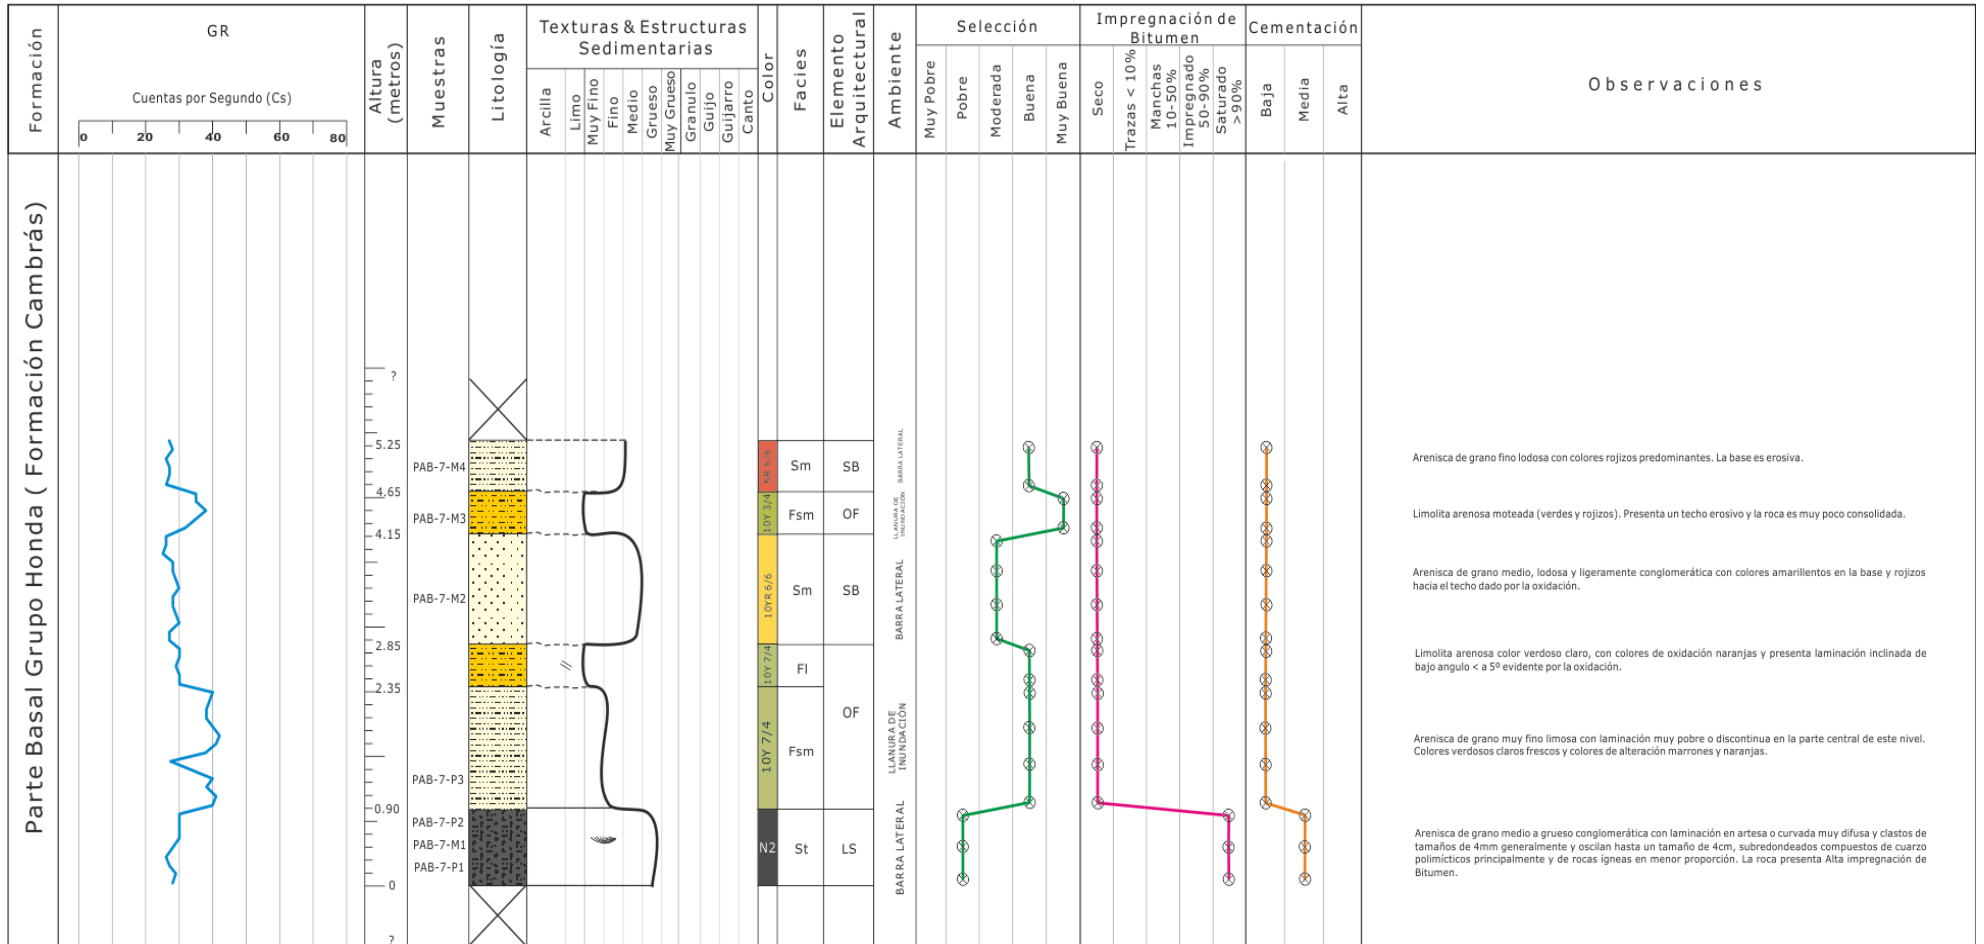 Formación
GR
Cuentas por Segundo (Cs)
0 20 40 60 80
Altura
(metros)
Muestras
Litología
Texturas & Estructuras
Sedimentarias
Arcilla
Limo
Muy Fino
Fino
Medio
Grueso
Muy Grueso
Granulo
Guijo
Guijarro
Canto
Color
Facies
Elemento
Arquitectural
Ambiente
Selección
Muy Pobre
Pobre
Moderada
Buena
Muy Buena
Impregnación de
Bitumen
Seco
Trazas < 10%
Manchas
10-50%
Impregnado
50-90%
Saturado
>90%
Cementación
Baja
Media
Alta
Observaciones
Parte Basal Grupo Honda ( Formación Cambrás)
?
5.25
PAB-7-M4
5R 6/6
Sm
SB
BARRA LATERAL
Arenisca de grano fino lodosa con colores rojizos predominantes. La base es erosiva.
4.65
PAB-7-M3
10Y 3/4
Fsm
OF
LLANURA DE
INUNDACIÓN
Limolita arenosa moteada (verdes y rojizos). Presenta un techo erosivo y la roca es muy poco consolidada.
4.15
PAB-7-M2
10YR 6/6
Sm
SB
BARRA LATERAL
Arenisca de grano medio, lodosa y ligeramente conglomerática con colores amarillentos en la base y rojizos
hacia el techo dado por la oxidación.
2.85
10Y 7/4
Fl
Limolita arenosa color verdoso claro, con colores de oxidación naranjas y presenta laminación inclinada de
bajo angulo < a 5º evidente por la oxidación.
2.35
OF
10Y 7/4
Fsm
LLANURA DE
INUNDACIÓN
Arenisca de grano muy fino limosa con laminación muy pobre o discontinua en la parte central de este nivel.
Colores verdosos claros frescos y colores de alteración marrones y naranjas.
PAB-7-P3
0.90
PAB-7-P2
PAB-7-M1
PAB-7-P1
N2
St
LS
BARRA LATERAL
Arenisca de grano medio a grueso conglomerática con laminación en artesa o curvada muy difusa y clastos de
tamaños de 4mm generalmente y oscilan hasta un tamaño de 4cm, subredondeados compuestos de cuarzo
polimícticos principalmente y de rocas ígneas en menor proporción. La roca presenta Alta impregnación de
Bitumen.
0
?